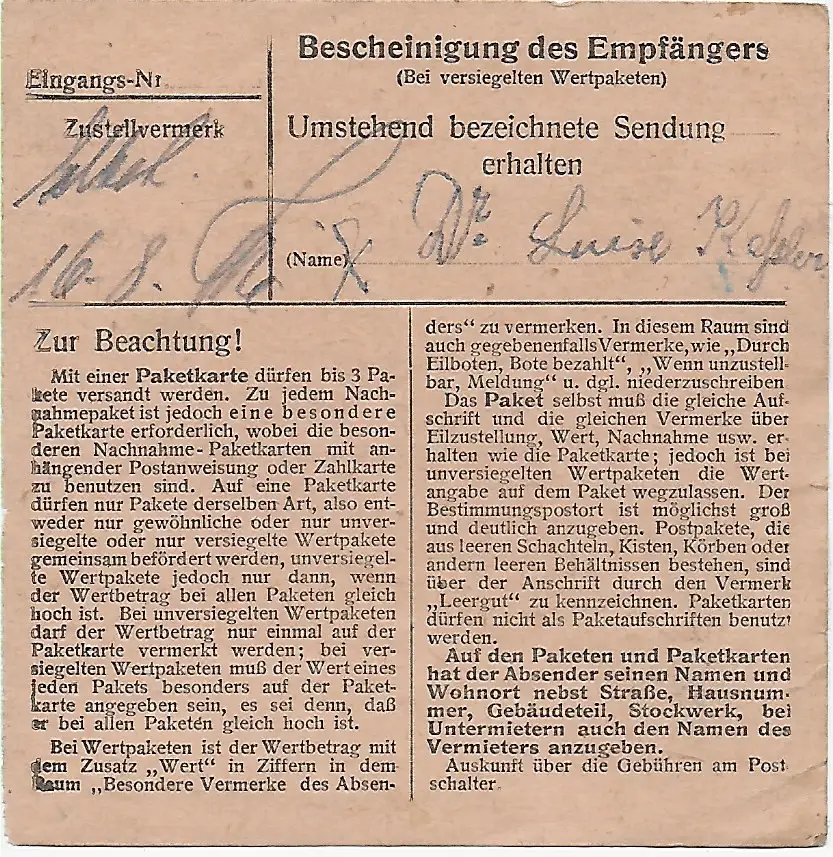 Eingangs-Nr.
Zustellvermerk
16. 8.
Bescheinigung des Empfängers
(Bei versiegelten Wertpaketen)
Umstehend bezeichnete Sendung
erhalten
(Name) Dr. Luise Keßler
Zur Beachtung!
Mit einer Paketkarte dürfen bis 3 Pa-
kete versandt werden. Zu jedem Nach-
nahmepaket ist jedoch eine besondere
Paketkarte erforderlich, wobei die beson-
deren Nachnahme-Paketkarten mit an-
hängender Postanweisung oder Zahlkarte
zu benutzen sind. Auf eine Paketkarte
dürfen nur Pakete derselben Art, also ent-
weder nur gewöhnliche oder nur unver-
siegelte oder nur versiegelte Wertpakete
gemeinsam befördert werden, unversiegel-
te Wertpakete jedoch nur dann, wenn
der Wertbetrag bei allen Paketen gleich
hoch ist. Bei unversiegelten Wertpaketen
darf der Wertbetrag nur einmal auf der
Paketkarte vermerkt werden; bei ver-
siegelten Wertpaketen muß der Wert eines
jeden Pakets besonders auf der Paket-
karte angegeben sein, es sei denn, daß
er bei allen Paketen gleich hoch ist.
Bei Wertpaketen ist der Wertbetrag mit
dem Zusatz „Wert“ in Ziffern in dem
Raum „Besondere Vermerke des Absen-
ders“ zu vermerken. In diesem Raum sind
auch gegebenenfalls Vermerke, wie „Durch
Eilboten, Bote bezahlt“, „Wenn unzustell-
bar, Meldung“ u. dgl. niederzuschreiben
Das Paket selbst muß die gleiche Auf-
schrift und die gleichen Vermerke über
Eilzustellung, Wert, Nachnahme usw. er-
halten wie die Paketkarte; jedoch ist bei
unversiegelten Wertpaketen die Wert-
angabe auf dem Paket wegzulassen. Der
Bestimmungspostort ist möglichst groß
und deutlich anzugeben. Postpakete, die
aus leeren Schachteln, Kisten, Körben oder
andern leeren Behältnissen bestehen, sind
über der Anschrift durch den Vermerk
„Leergut“ zu kennzeichnen. Paketkarten
dürfen nicht als Paketaufschriften benutzt
werden.
Auf den Paketen und Paketkarten
hat der Absender seinen Namen und
Wohnort nebst Straße, Hausnum-
mer, Gebäudeteil, Stockwerk, bei
Untermietern auch den Namen des
Vermieters anzugeben.
Auskunft über die Gebühren am Post
schalter.